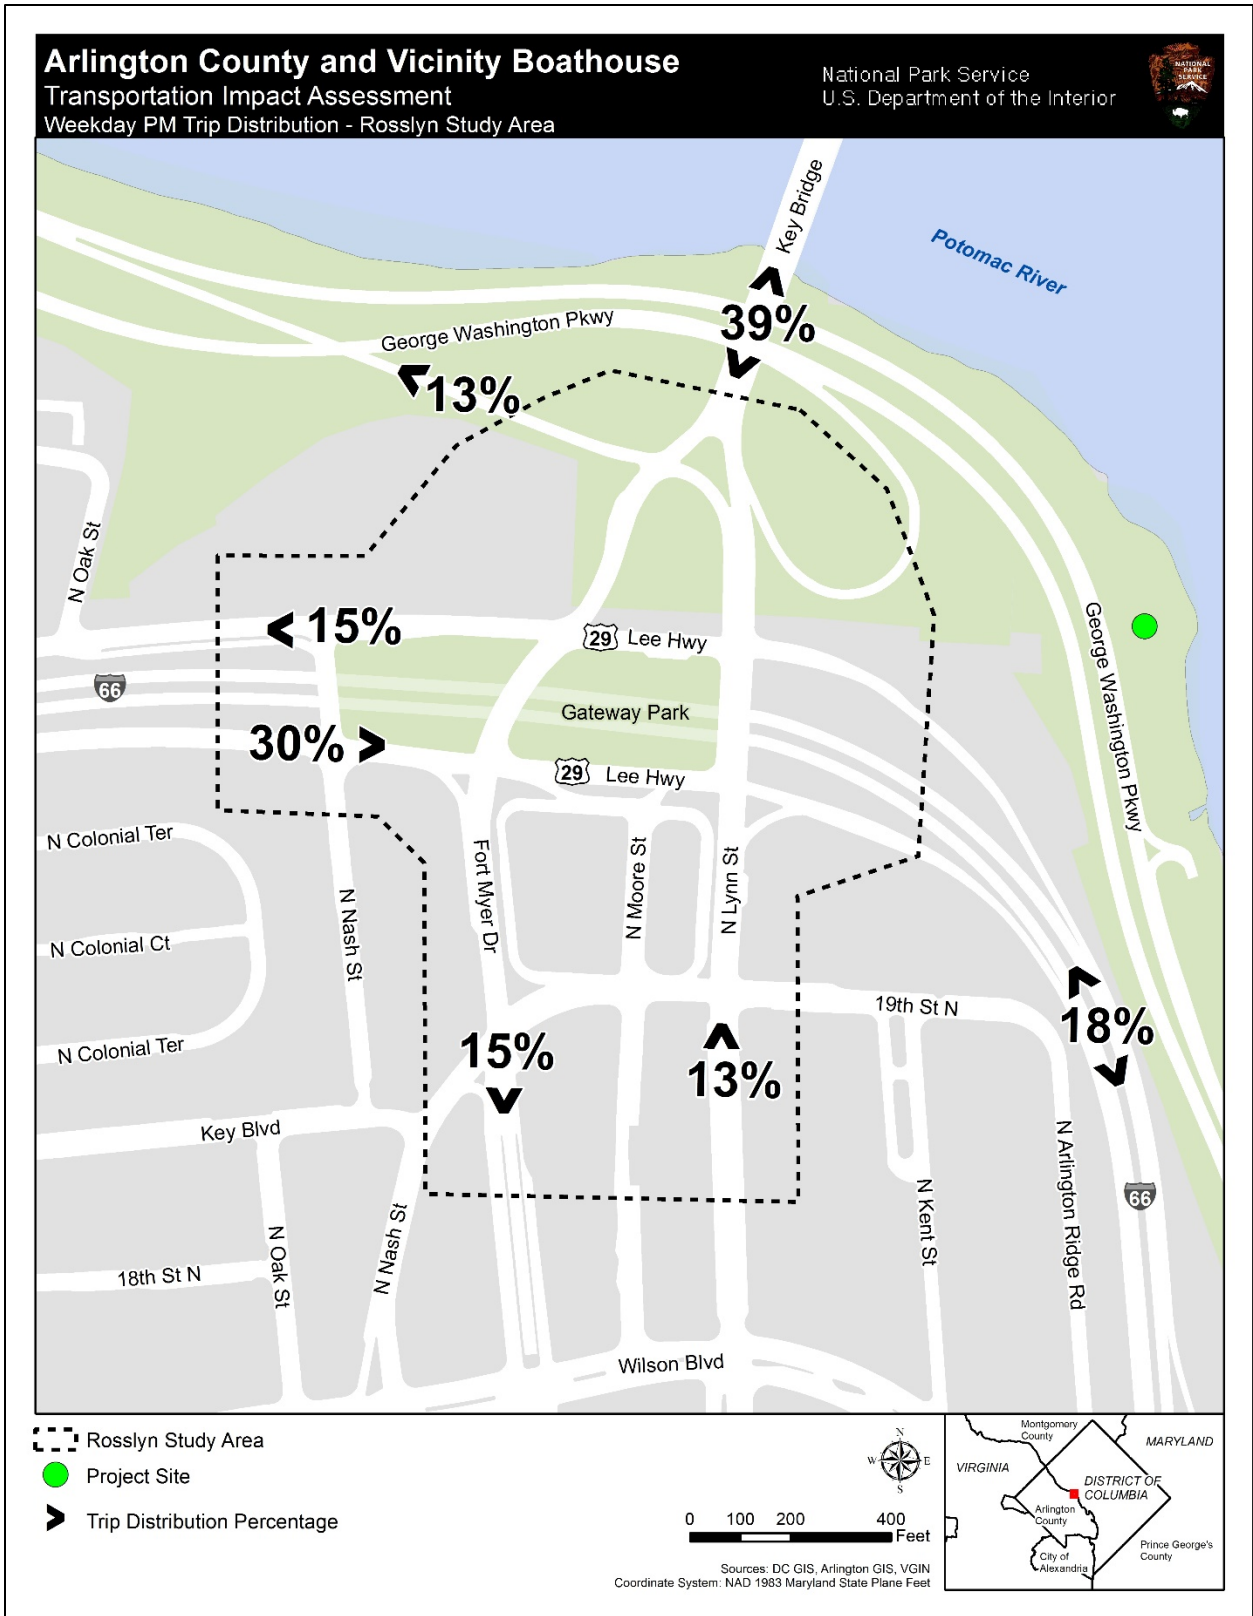 Arlington County and Vicinity Boathouse
Transportation Impact Assessment
Weekday PM Trip Distribution - Rosslyn Study Area
National Park Service
U.S. Department of the Interior
NATIONAL
PARK
SERVICE
Key Bridge
Potomac River
39%
George Washington Pkwy
13%
N Oak St
15%
29 Lee Hwy
George Washington Pkwy
66
Gateway Park
30%
29 Lee Hwy
N Colonial Ter
Fort Myer Dr
N Moore St
N Lynn St
N Nash St
N Colonial Ct
19th St N
18%
N Colonial Ter
15%
13%
Key Blvd
N Arlington Ridge Rd
66
N Kent St
N Oak St
N Nash St
18th St N
Wilson Blvd
Rosslyn Study Area
Project Site
Trip Distribution Percentage
N
W E
S
0 100 200 400
Feet
Sources: DC GIS, Arlington GIS, VGIN
Coordinate System: NAD 1983 Maryland State Plane Feet
Montgomery
County
MARYLAND
VIRGINIA
DISTRICT OF
COLUMBIA
Arlington
County
Prince George's
County
City of
Alexandria